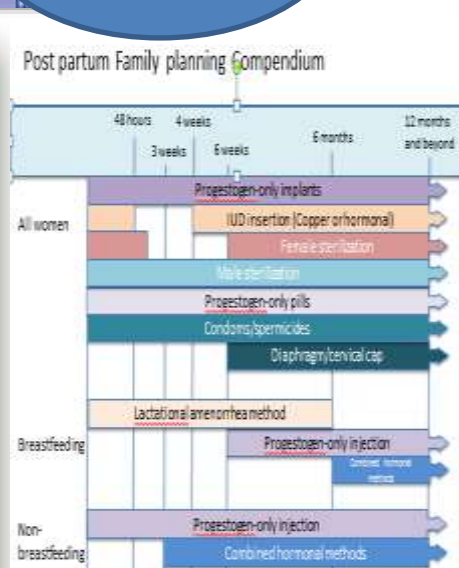 Post partum Family planning Compendium
48 hours 4 weeks 12 months
3 weeks 6 weeks 6 months and beyond
Progestogen-only implants
All women IUD insertion (Copper or hormonal)
Female sterilization
Male sterilization
Progestogen-only pills
Condoms/spermicides
Diaphragm/cervical cap
Lactational amenorrhea method
Breastfeeding Progestogen-only injection
Combined hormonal
methods
Non-
breastfeeding
Progestogen-only injection
Combined hormonal methods